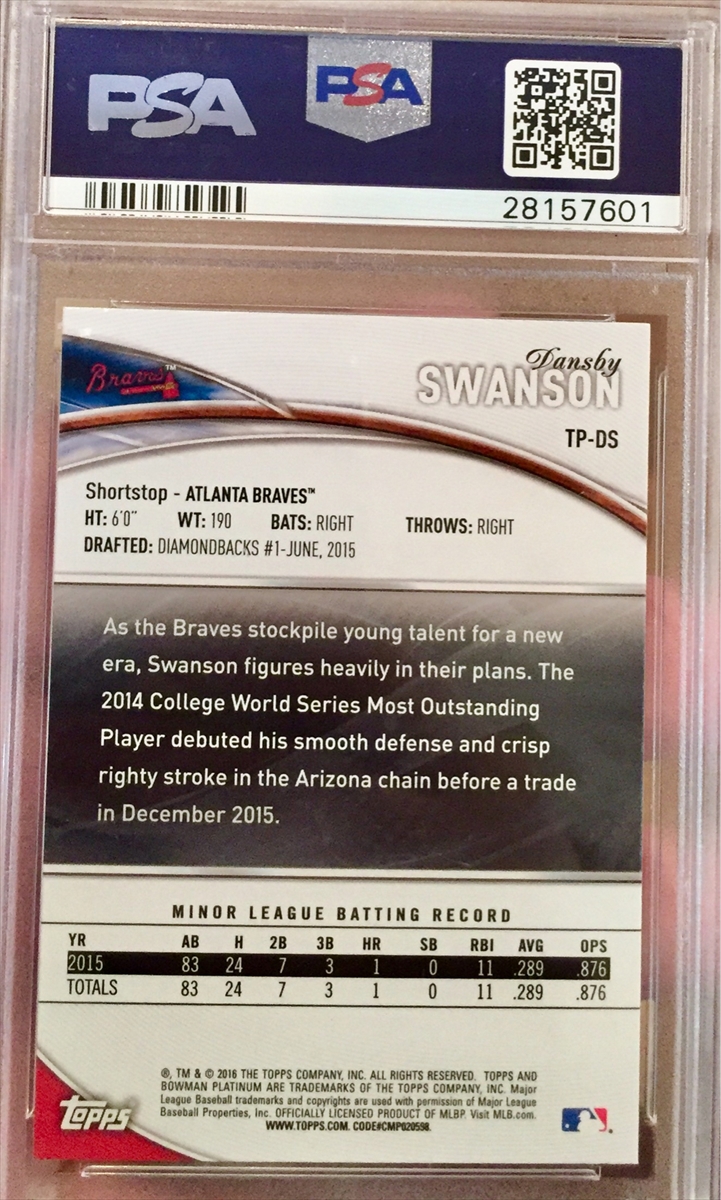 PSA PSA
28157601
Braves™
Dansby
SWANSON
TP-DS
Shortstop - ATLANTA BRAVES™
HT: 6'0" WT: 190 BATS: RIGHT THROWS: RIGHT
DRAFTED: DIAMONDBACKS #1-JUNE, 2015
As the Braves stockpile young talent for a new
era, Swanson figures heavily in their plans. The
2014 College World Series Most Outstanding
Player debuted his smooth defense and crisp
righty stroke in the Arizona chain before a trade
in December 2015.
MINOR LEAGUE BATTING RECORD
YR AB H 2B 3B HR SB RBI AVG OPS
2015 83 24 7 3 1 0 11 .289 .876
TOTALS 83 24 7 3 1 0 11 .289 .876
®, TM & © 2016 THE TOPPS COMPANY, INC. ALL RIGHTS RESERVED. TOPPS AND
BOWMAN PLATINUM ARE TRADEMARKS OF THE TOPPS COMPANY, INC. Major
League Baseball trademarks and copyrights are used with permission of Major League
Baseball Properties, Inc. OFFICIALLY LICENSED PRODUCT OF MLBP. Visit MLB.com.
WWW.TOPPS.COM. CODE#CMP020598.
topps